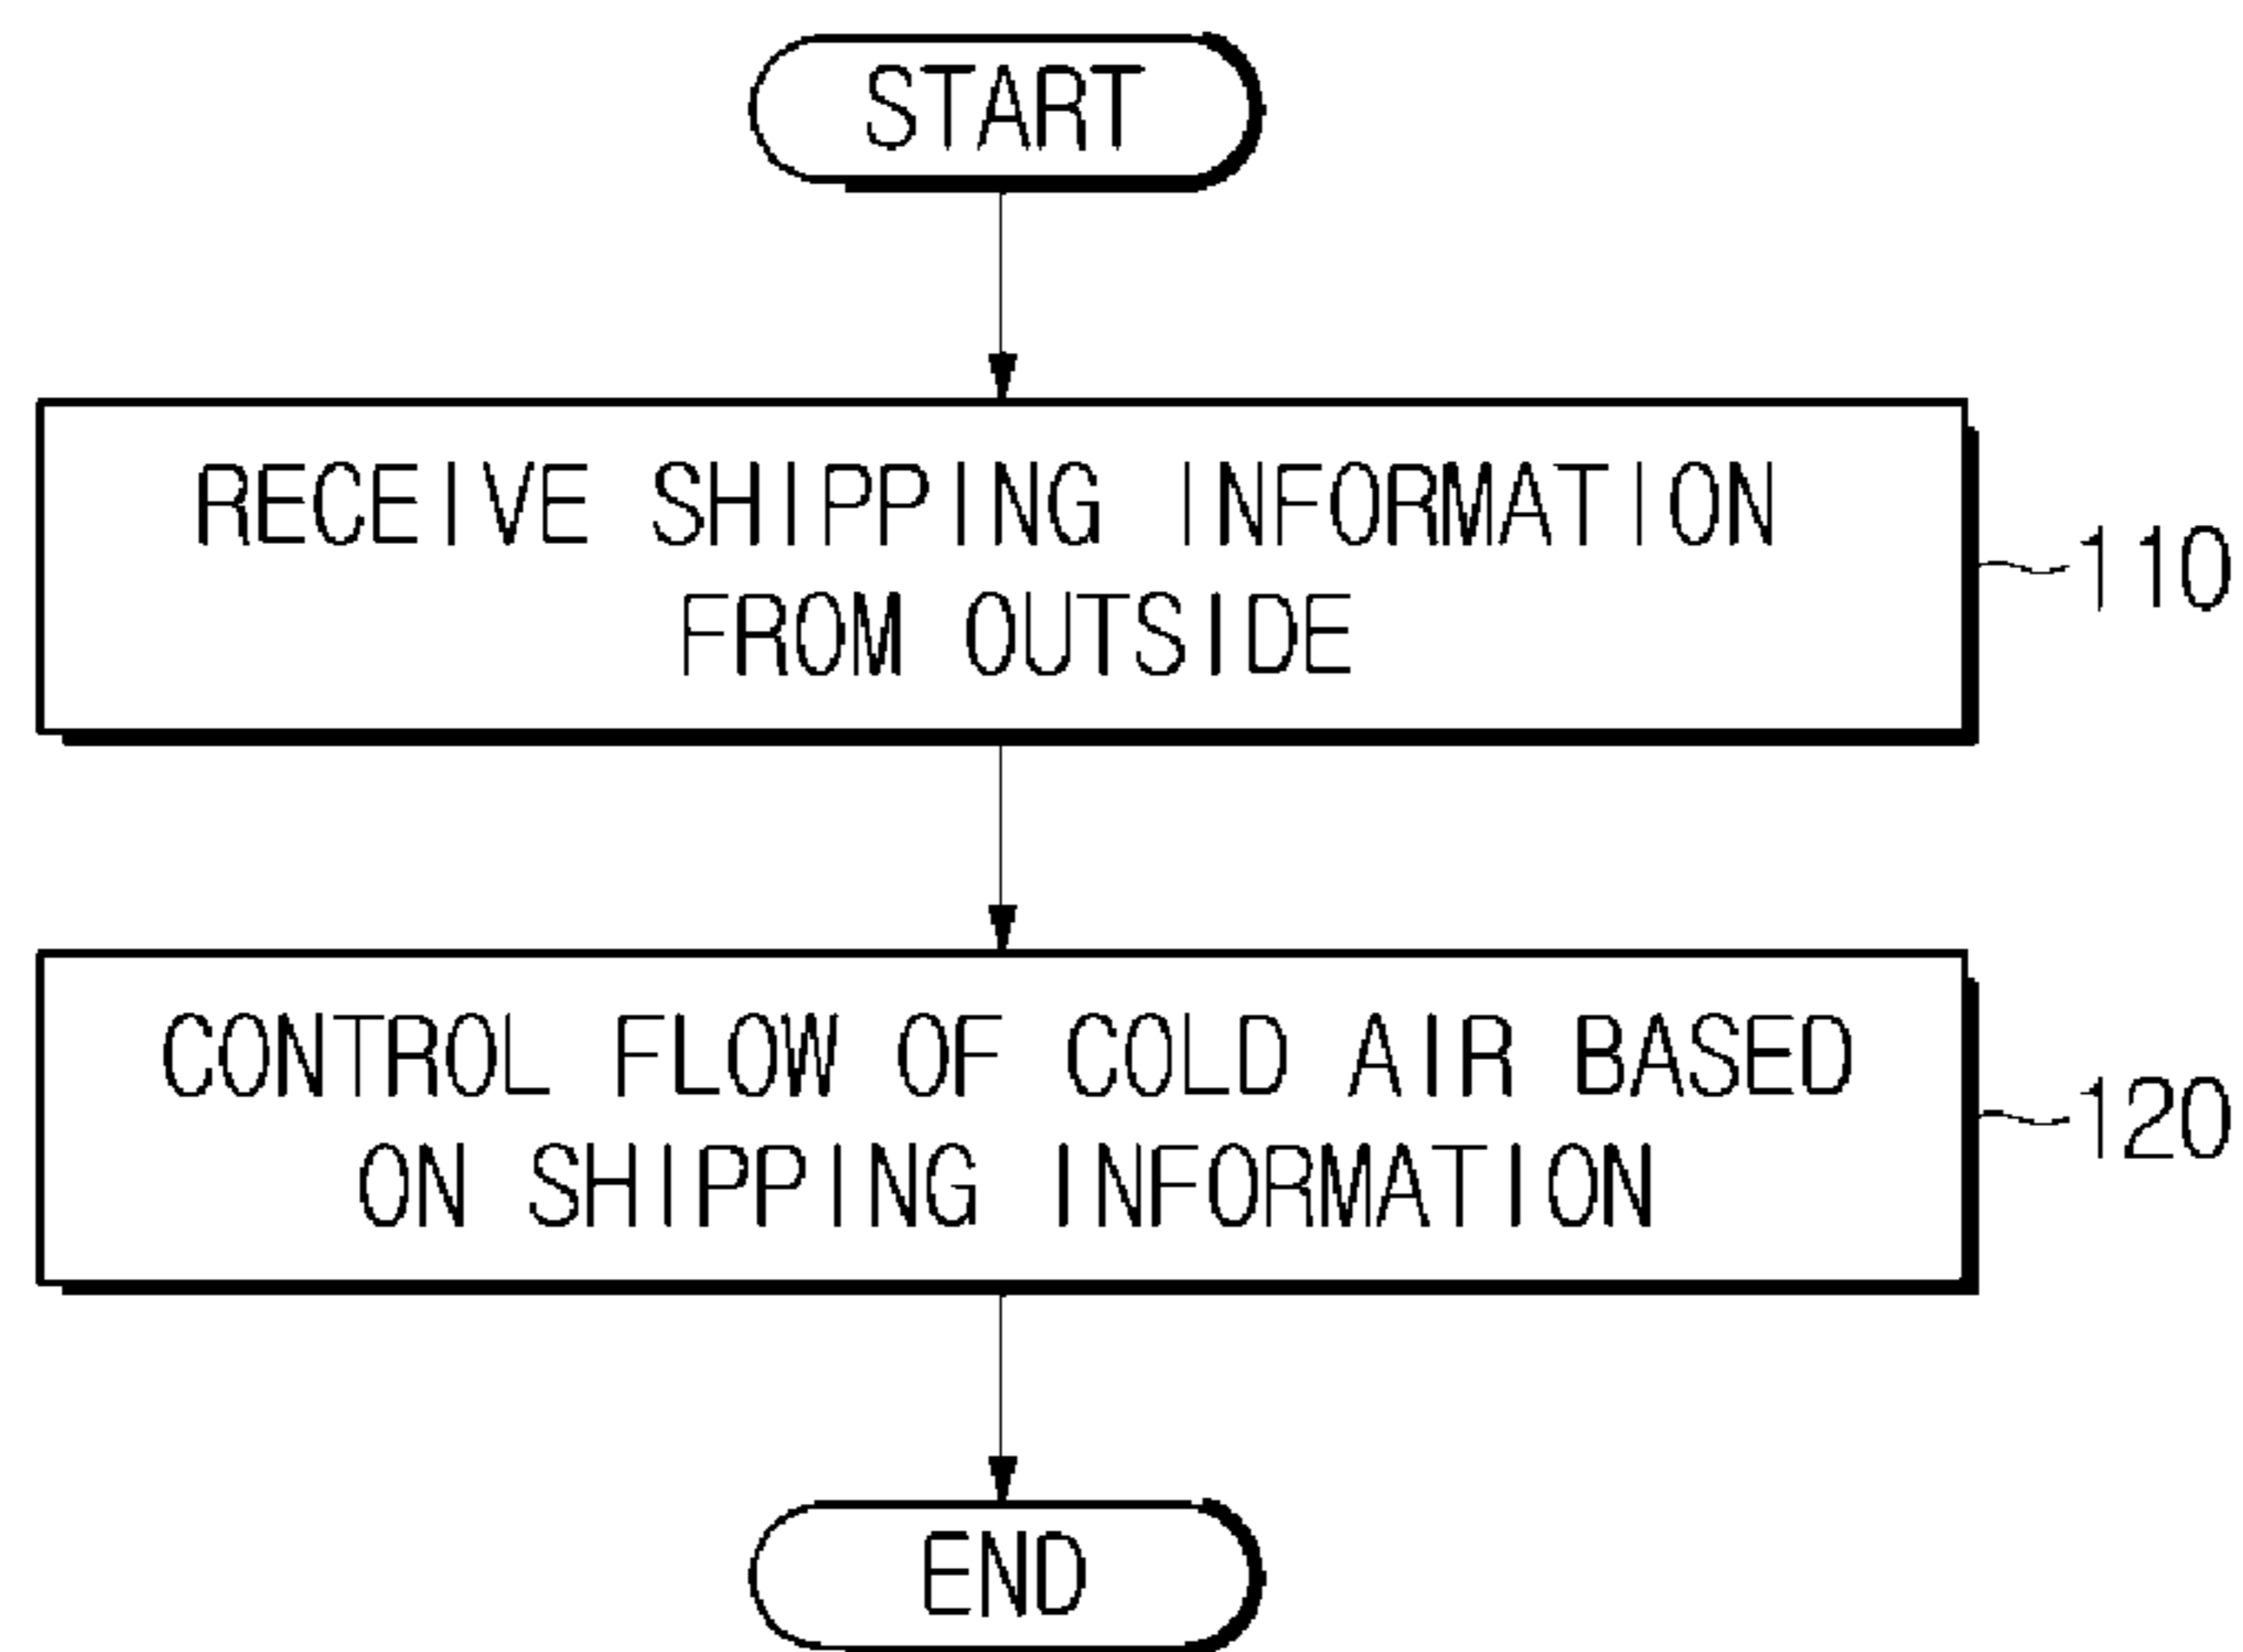 START
RECEIVE SHIPPING INFORMATION
FROM OUTSIDE
110
CONTROL FLOW OF COLD AIR BASED
ON SHIPPING INFORMATION
120
END